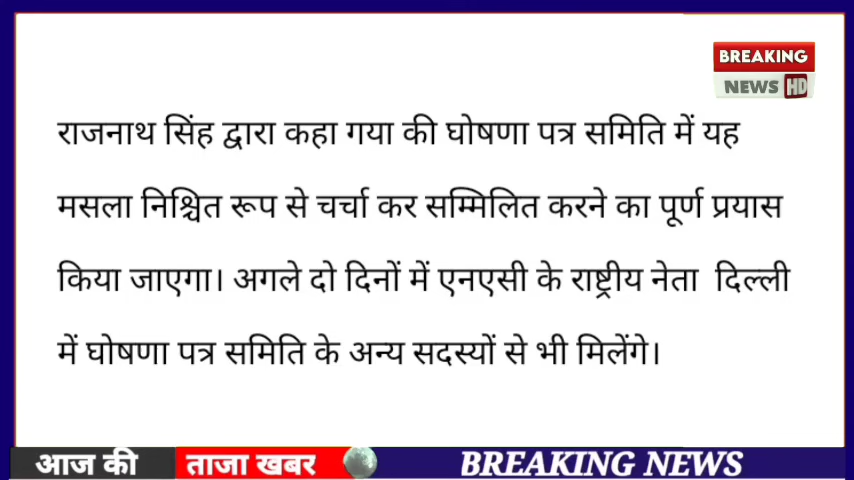 BREAKING
NEWS HD
राजनाथ सिंह द्वारा कहा गया की घोषणा पत्र समिति में यह
मसला निश्चित रूप से चर्चा कर सम्मिलित करने का पूर्ण प्रयास
किया जाएगा। अगले दो दिनों में एनएसी के राष्ट्रीय नेता दिल्ली
में घोषणा पत्र समिति के अन्य सदस्यों से भी मिलेंगे।
आज की ताजा खबर BREAKING NEWS